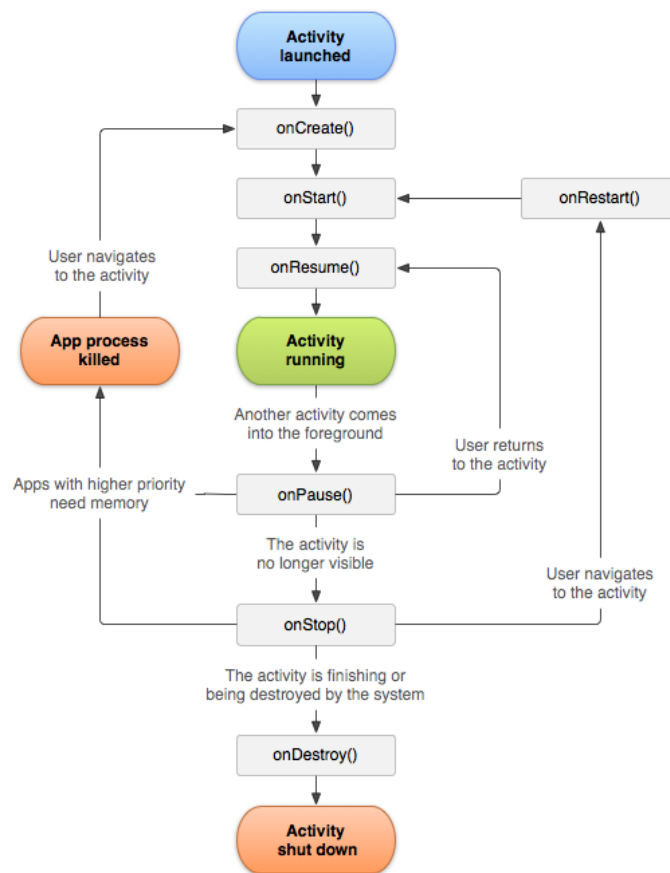 Activity
launched
onCreate()
onStart()
onRestart()
User navigates
to the activity
onResume()
App process
killed
Activity
running
Another activity comes
into the foreground
User returns
to the activity
Apps with higher priority
need memory
onPause()
The activity is
no longer visible
User navigates
to the activity
onStop()
The activity is finishing or
being destroyed by the system
onDestroy()
Activity
shut down